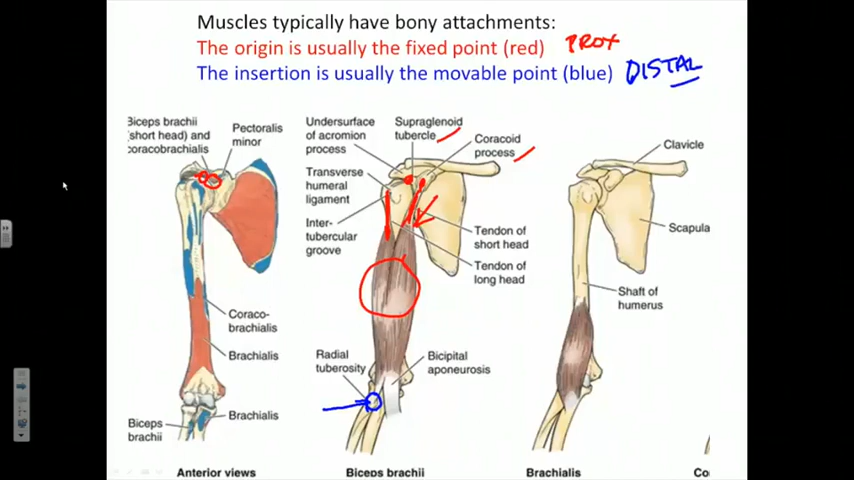 Muscles typically have bony attachments:
The origin is usually the fixed point (red) PROX
The insertion is usually the movable point (blue) DISTAL
Biceps brachii
(short head) and
coracobrachialis
Pectoralis
minor
Undersurface
of acromion
process
Supraglenoid
tubercle
Coracoid
process
Clavicle
Transverse
humeral
ligament
Inter-
tubercular
groove
Tendon of
short head
Tendon of
long head
Scapula
Shaft of
humerus
Coraco-
brachialis
Brachialis
Radial
tuberosity
Bicipital
aponeurosis
Biceps
brachii
Brachialis
Anterior views
Biceps brachii
Brachialis
Co